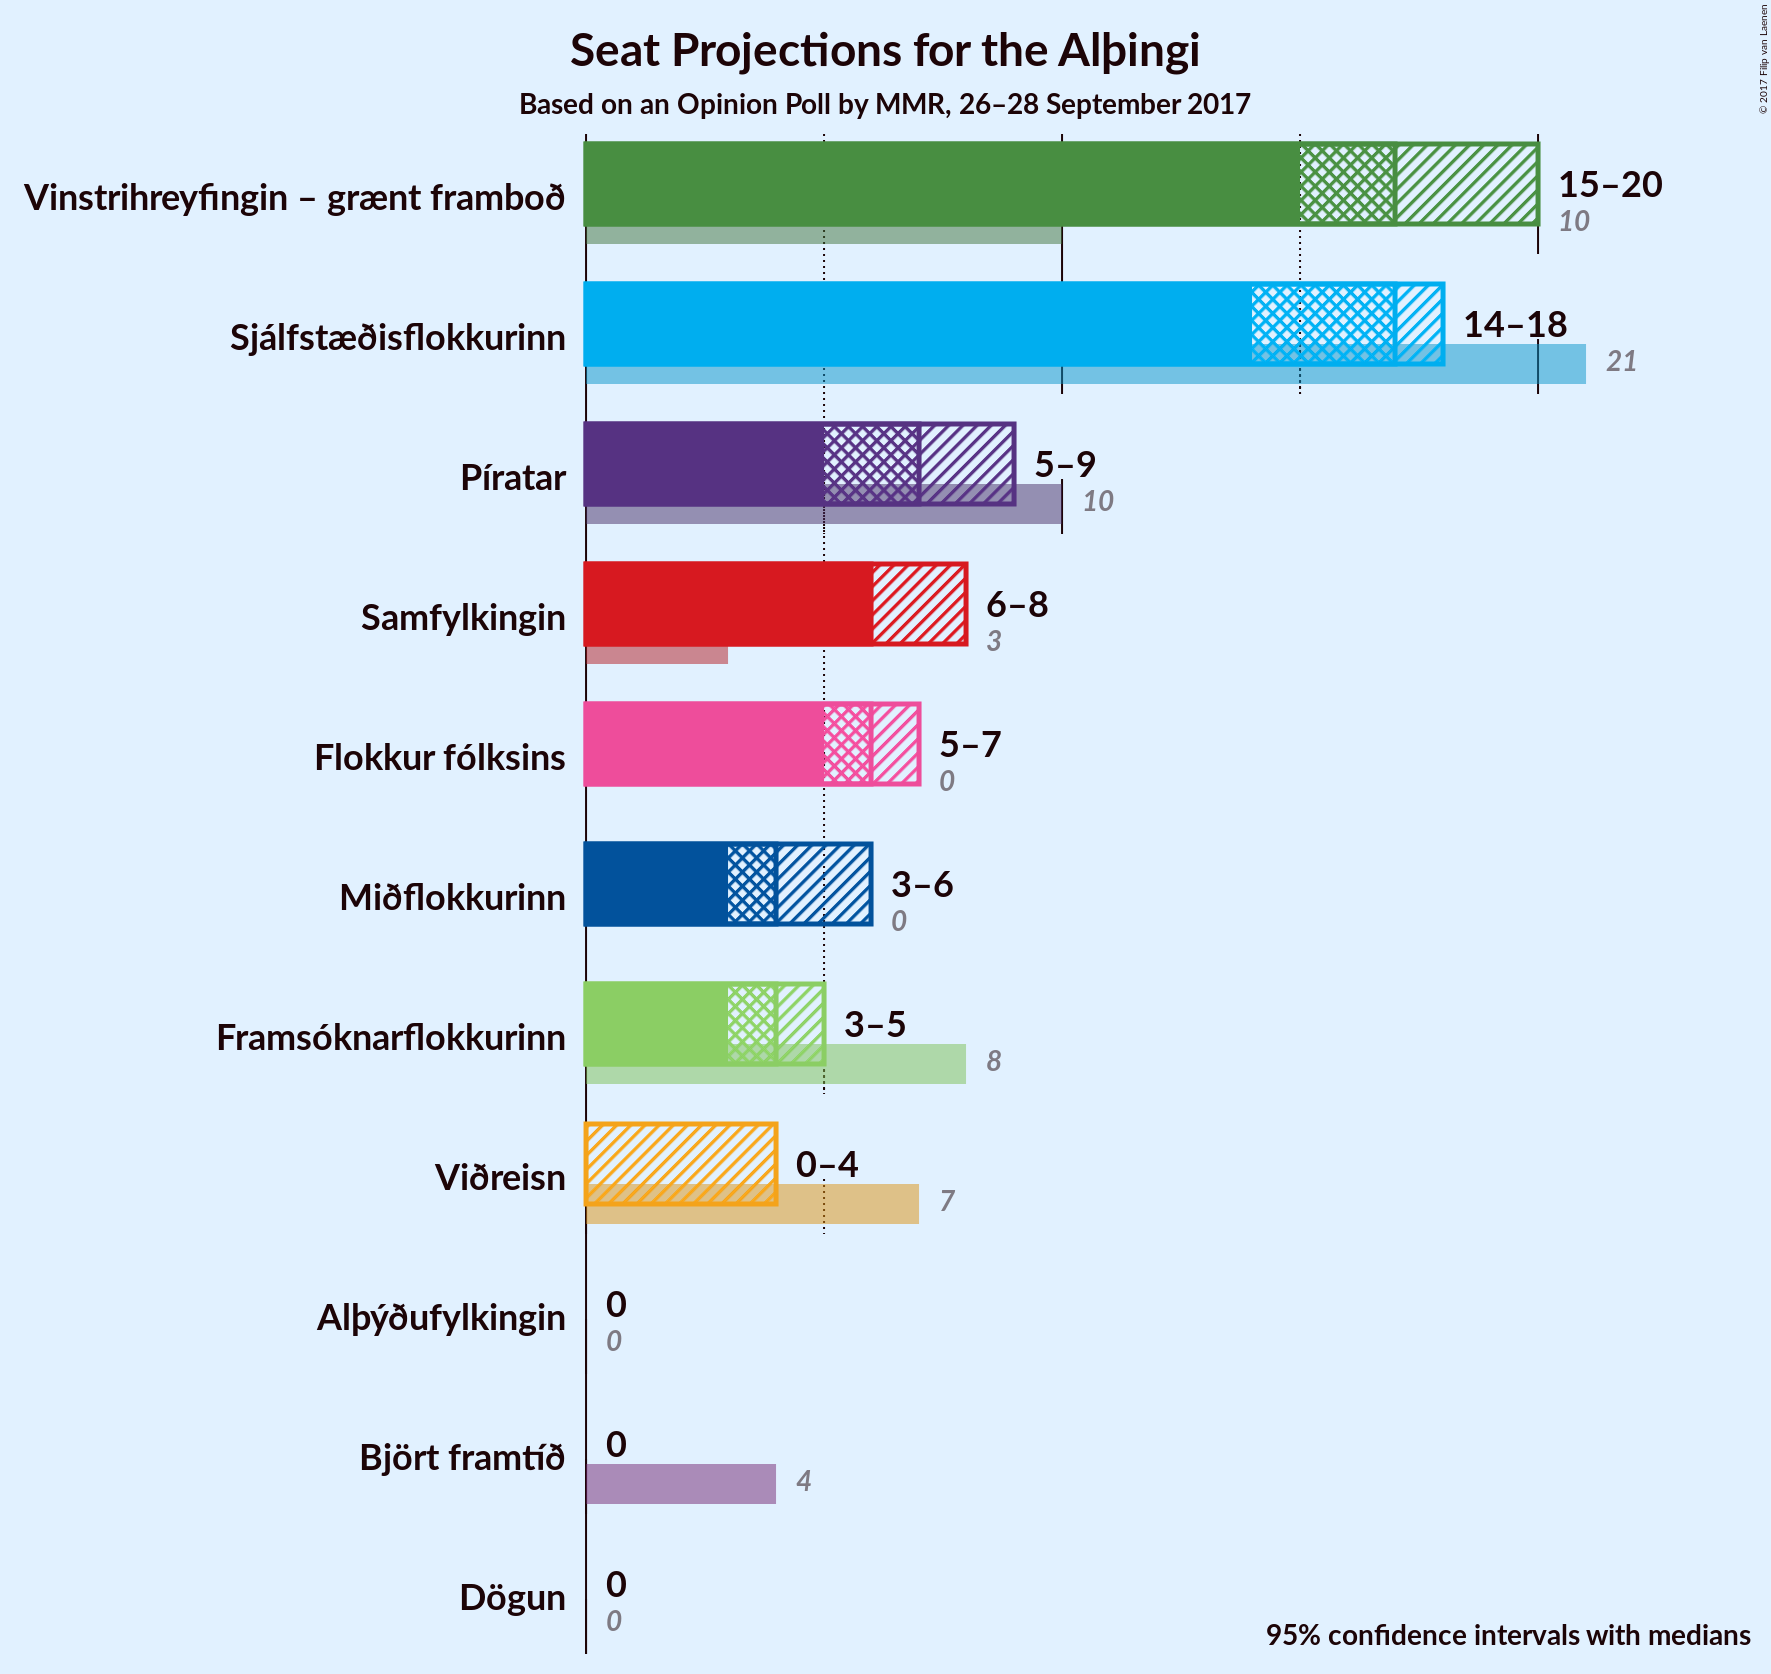 Seat Projections for the Alþingi
Based on an Opinion Poll by MMR, 26–28 September 2017
© 2017 Filip van Laenen
Vinstrihreyfingin – grænt framboð
15–20
10
Sjálfstæðisflokkurinn
14–18
21
Píratar
5–9
10
Samfylkingin
6–8
3
Flokkur fólksins
5–7
0
Miðflokkurinn
3–6
0
Framsóknarflokkurinn
3–5
8
Viðreisn
0–4
7
Alþýðufylkingin
0
0
Björt framtíð
0
4
Dögun
0
0
95% confidence intervals with medians